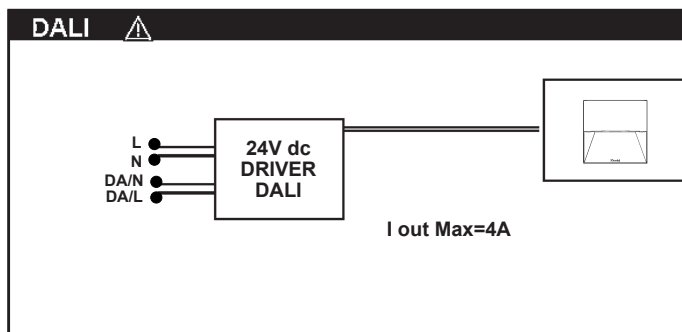 DALI
L
N
DA/N
DA/L
24V dc
DRIVER
DALI
I out Max=4A